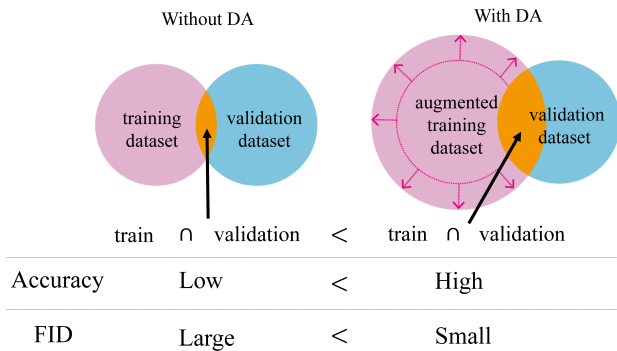 Without DA
With DA
training
dataset
validation
dataset
augmented
training
dataset
validation
dataset
train ∩ validation < train ∩ validation
Accuracy Low < High
FID Large < Small